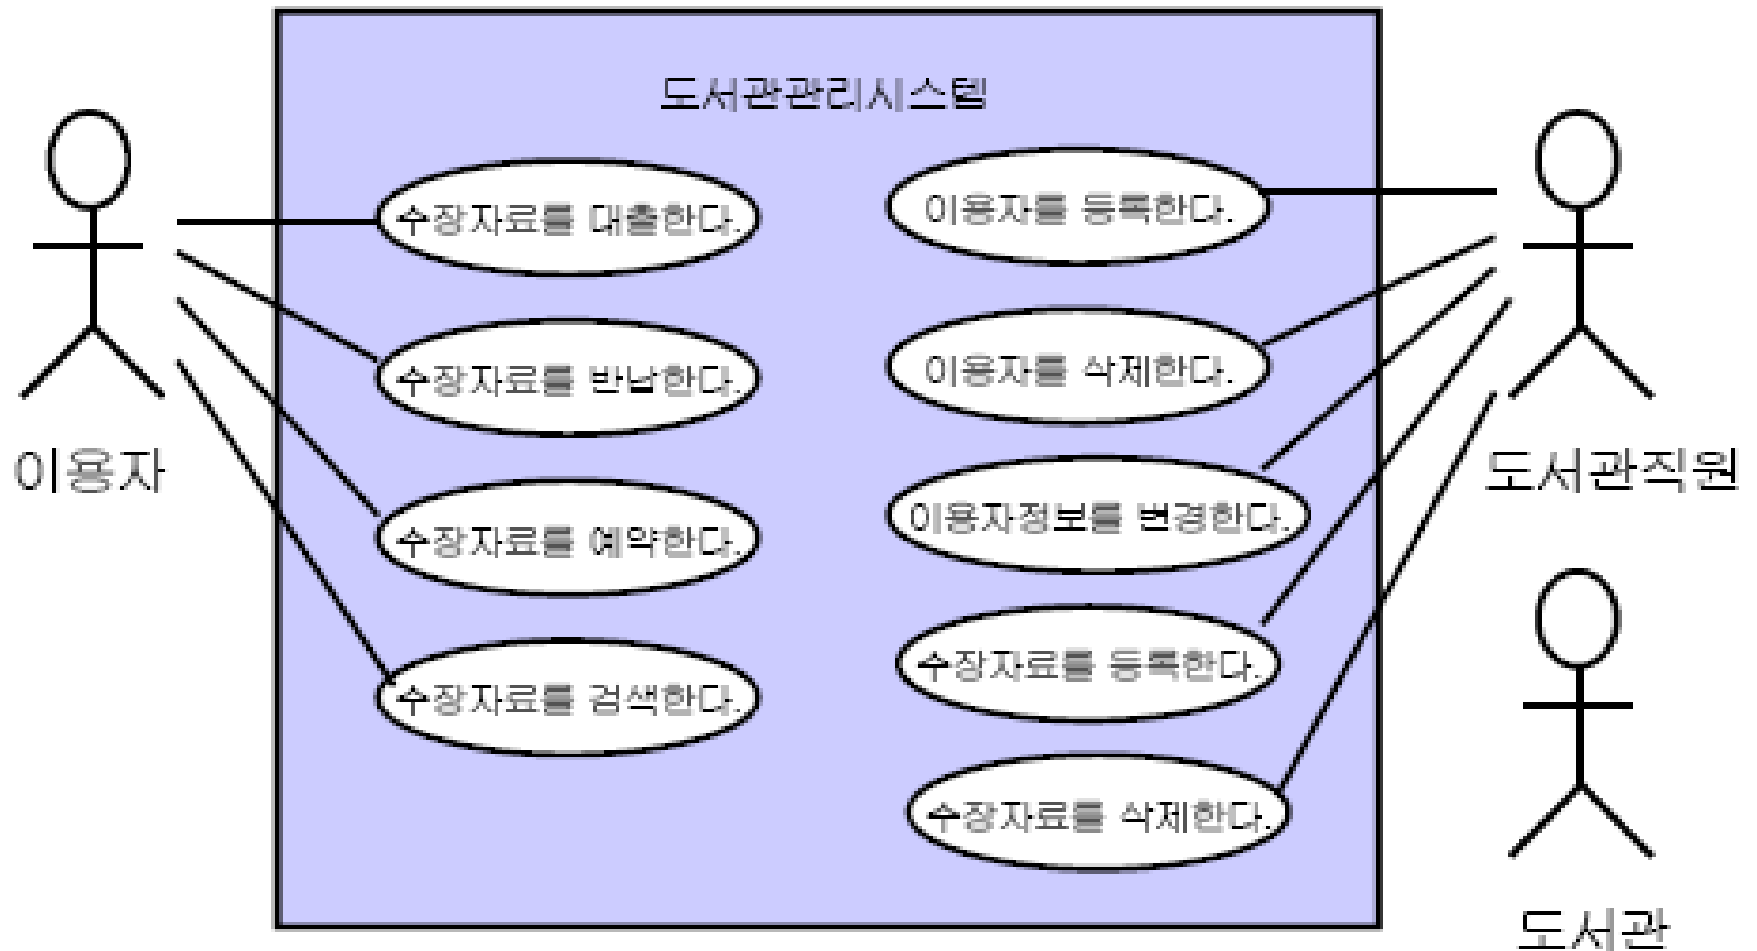 도서관관리시스템
수장자료를 대출한다.
수장자료를 반납한다.
수장자료를 예약한다.
수장자료를 검색한다.
이용자를 등록한다.
이용자를 삭제한다.
이용자정보를 변경한다.
수장자료를 등록한다.
수장자료를 삭제한다.
이용자
도서관직원
도서관